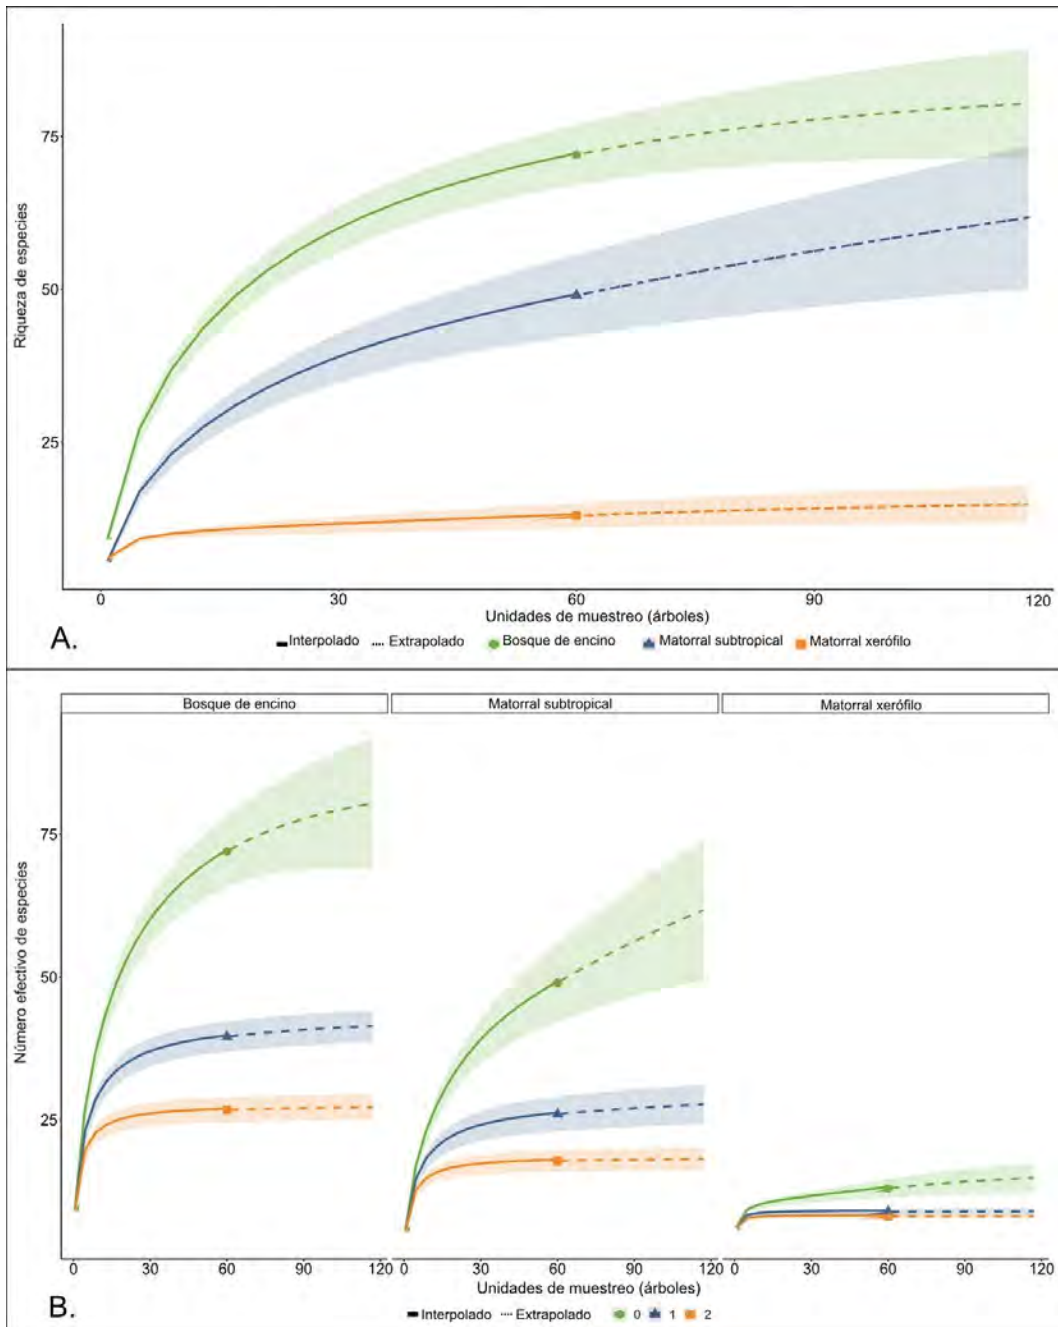 75
50
25
Riqueza de especies
0 30 60 90 120
Unidades de muestreo (árboles)
A.
Interpolado Extrapolado Bosque de encino Matorral subtropical Matorral xerófilo
Bosque de encino Matorral subtropical Matorral xerófilo
75
50
25
Número efectivo de especies
0 30 60 90 120 0 30 60 90 120 0 30 60 90 120
Unidades de muestreo (árboles)
B.
Interpolado Extrapolado 0 1 2